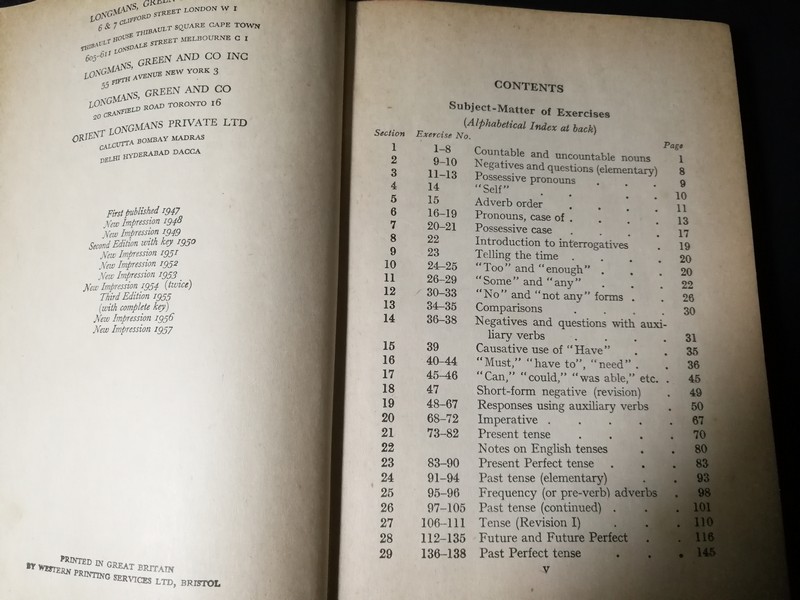 LONGMANS, GREEN
6 & 7 CLIFFORD STREET LONDON W 1
THIBAULT HOUSE THIBAULT SQUARE CAPE TOWN
605–611 LONSDALE STREET MELBOURNE C 1
LONGMANS, GREEN AND CO INC
55 FIFTH AVENUE NEW YORK 3
LONGMANS, GREEN AND CO
20 CRANFIELD ROAD TORONTO 16
ORIENT LONGMANS PRIVATE LTD
CALCUTTA BOMBAY MADRAS
DELHI HYDERABAD DACCA
First published 1947
New Impression 1948
New Impression 1949
Second Edition with key 1950
New Impression 1951
New Impression 1952
New Impression 1953
New Impression 1954 (twice)
Third Edition 1955
(with complete key)
New Impression 1956
New Impression 1957
PRINTED IN GREAT BRITAIN
BY WESTERN PRINTING SERVICES LTD, BRISTOL
CONTENTS
Subject-Matter of Exercises
(Alphabetical Index at back)
Section Exercise No. Page
1 1–8 Countable and uncountable nouns 1
2 9–10 Negatives and questions (elementary) 8
3 11–13 Possessive pronouns . . . 9
4 14 "Self" . . . . 10
5 15 Adverb order . . . . 11
6 16–19 Pronouns, case of . . . . 13
7 20–21 Possessive case . . . . 17
8 22 Introduction to interrogatives . 19
9 23 Telling the time . . . . 20
10 24–25 "Too" and "enough" . . . 20
11 26–29 "Some" and "any" . . . 22
12 30–33 "No" and "not any" forms . . 26
13 34–35 Comparisons . . . . 30
14 36–38 Negatives and questions with auxi-
liary verbs . . . . 31
15 39 Causative use of "Have" . . 35
16 40–44 "Must," "have to", "need" . . 36
17 45–46 "Can," "could," "was able," etc. . 45
18 47 Short-form negative (revision) . 49
19 48–67 Responses using auxiliary verbs . 50
20 68–72 Imperative . . . . . 67
21 73–82 Present tense . . . . 70
22 Notes on English tenses . . 80
23 83–90 Present Perfect tense . . . 83
24 91–94 Past tense (elementary) . . 93
25 95–96 Frequency (or pre-verb) adverbs . 98
26 97–105 Past tense (continued) . . . 101
27 106–111 Tense (Revision I) . . . 110
28 112–135 Future and Future Perfect . . 116
29 136–138 Past Perfect tense . . . 145
V